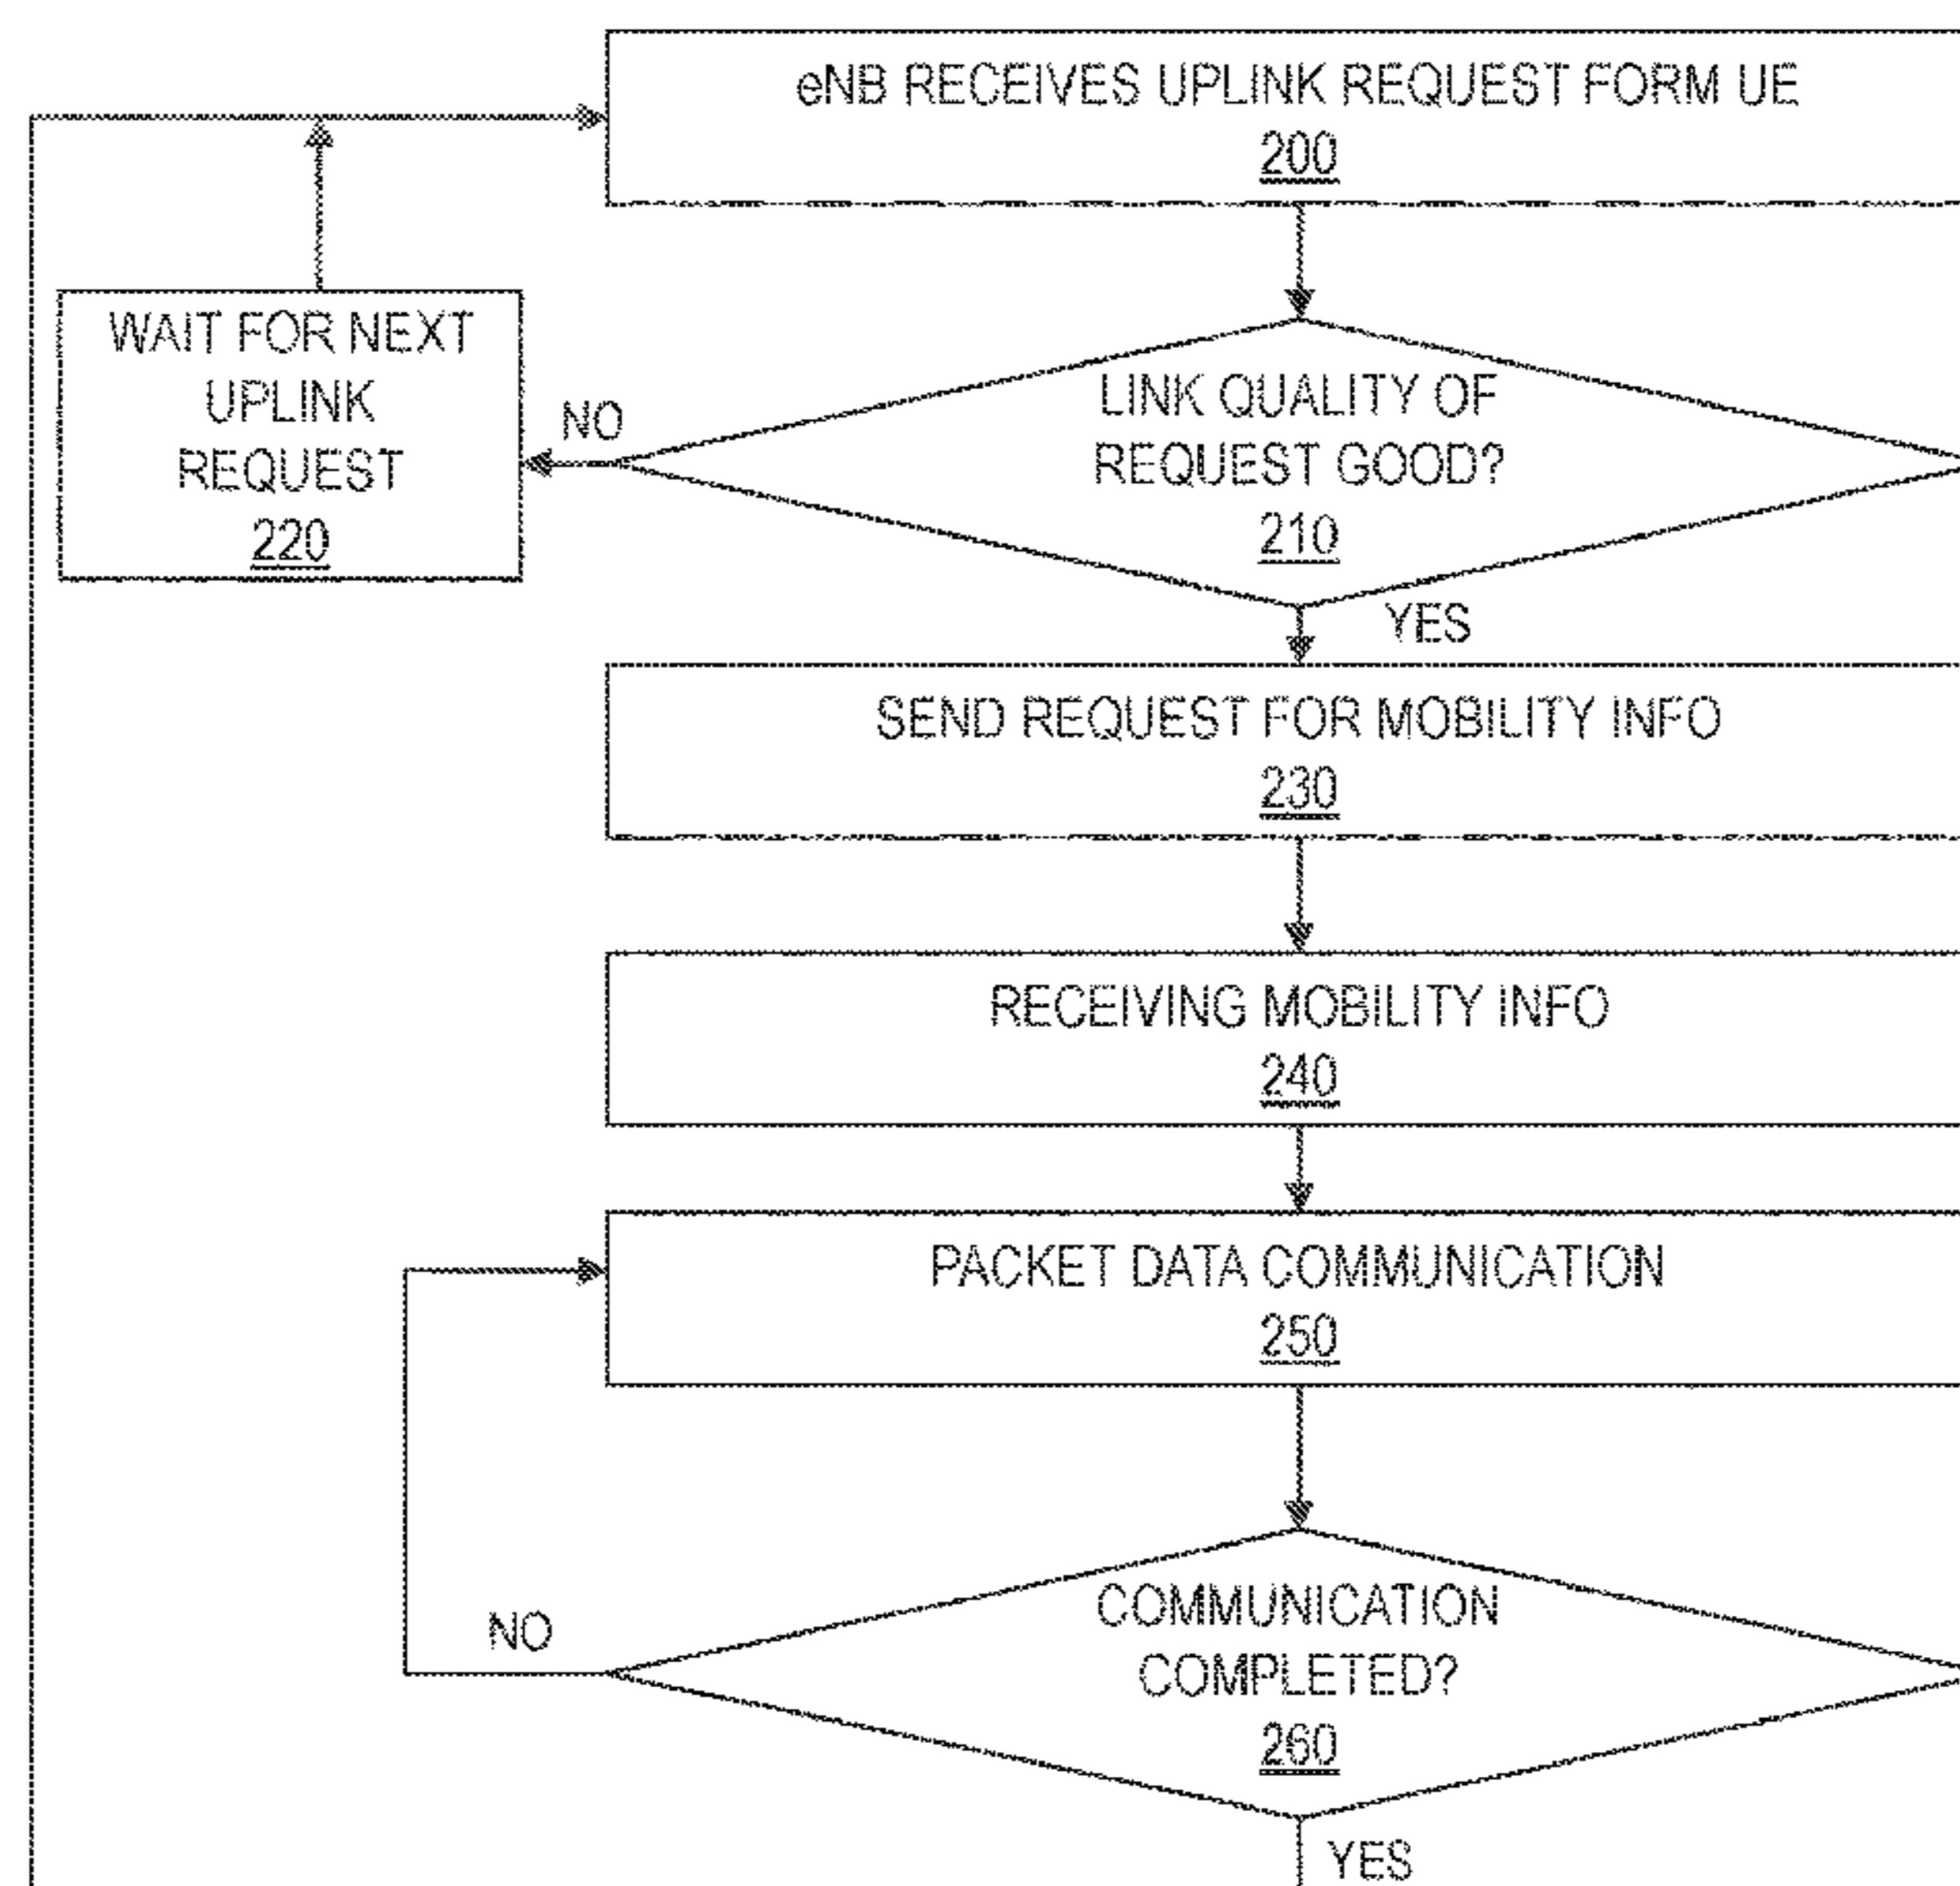 eNB RECEIVES UPLINK REQUEST FORM UE
200
WAIT FOR NEXT
UPLINK
REQUEST
220
NO
LINK QUALITY OF
REQUEST GOOD?
210
YES
SEND REQUEST FOR MOBILITY INFO
230
RECEIVING MOBILITY INFO
240
PACKET DATA COMMUNICATION
250
NO
COMMUNICATION
COMPLETED?
260
YES